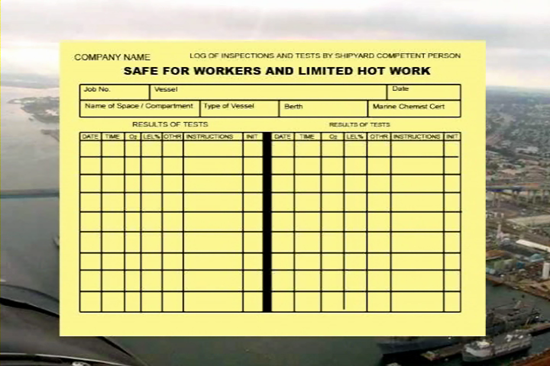 COMPANY NAME LOG OF INSPECTIONS AND TESTS BY SHIPYARD COMPETENT PERSON
SAFE FOR WORKERS AND LIMITED HOT WORK
Job No. Vessel Date
Name of Space / Compartment Type of Vessel Berth Marine Chemist Cert
RESULTS OF TESTS RESULTS OF TESTS
DATE TIME O2 LEL% OTHR INSTRUCTIONS INIT DATE TIME O2 LEL% OTHR INSTRUCTIONS INIT